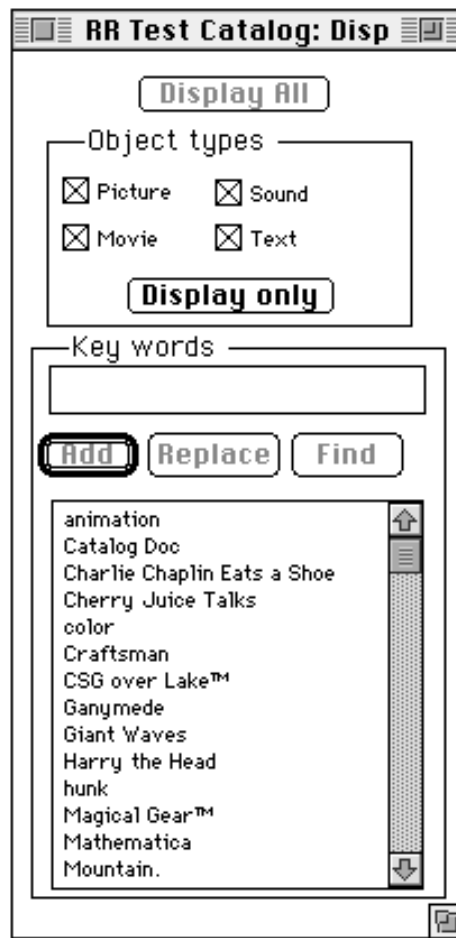 RR Test Catalog: Disp
Display All
Object types
Picture Sound
Movie Text
Display only
Key words
Add Replace Find
animation
Catalog Doc
Charlie Chaplin Eats a Shoe
Cherry Juice Talks
color
Craftsman
CSG over Lake™
Ganymede
Giant Waves
Harry the Head
hunk
Magical Gear™
Mathematica
Mountain.